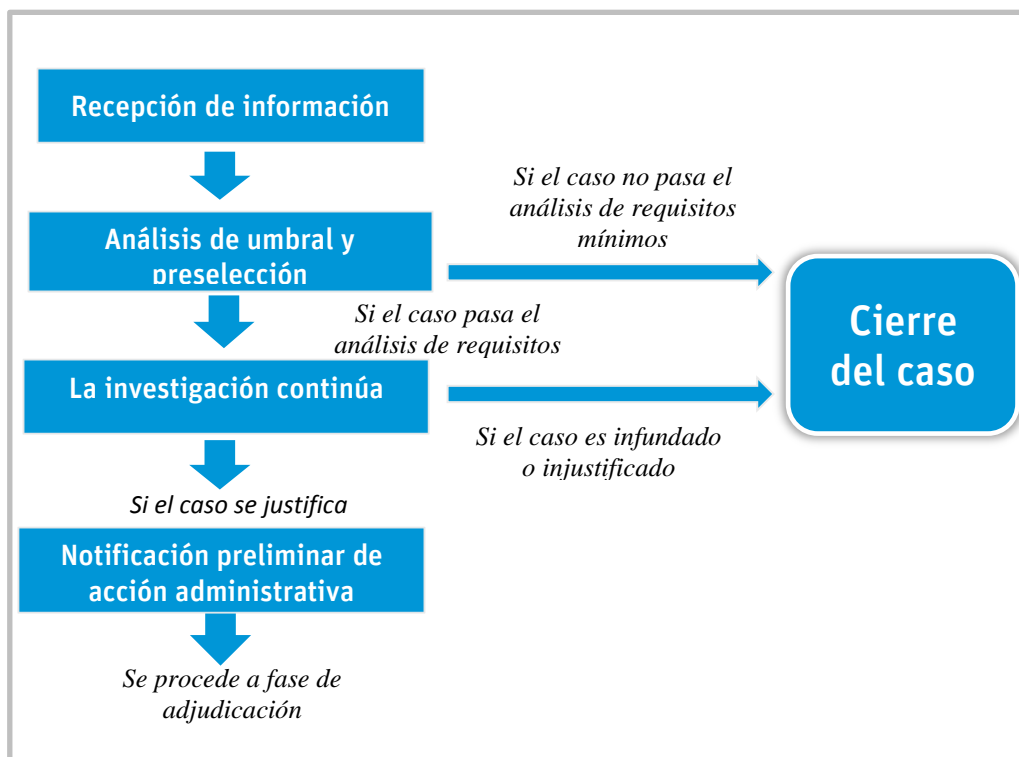 Recepción de información
Si el caso no pasa el
análisis de requisitos
mínimos
Análisis de umbral y
preselección
Si el caso pasa el
análisis de requisitos
Cierre
del caso
La investigación continúa
Si el caso es infundado
o injustificado
Si el caso se justifica
Notificación preliminar de
acción administrativa
Se procede a fase de
adjudicación